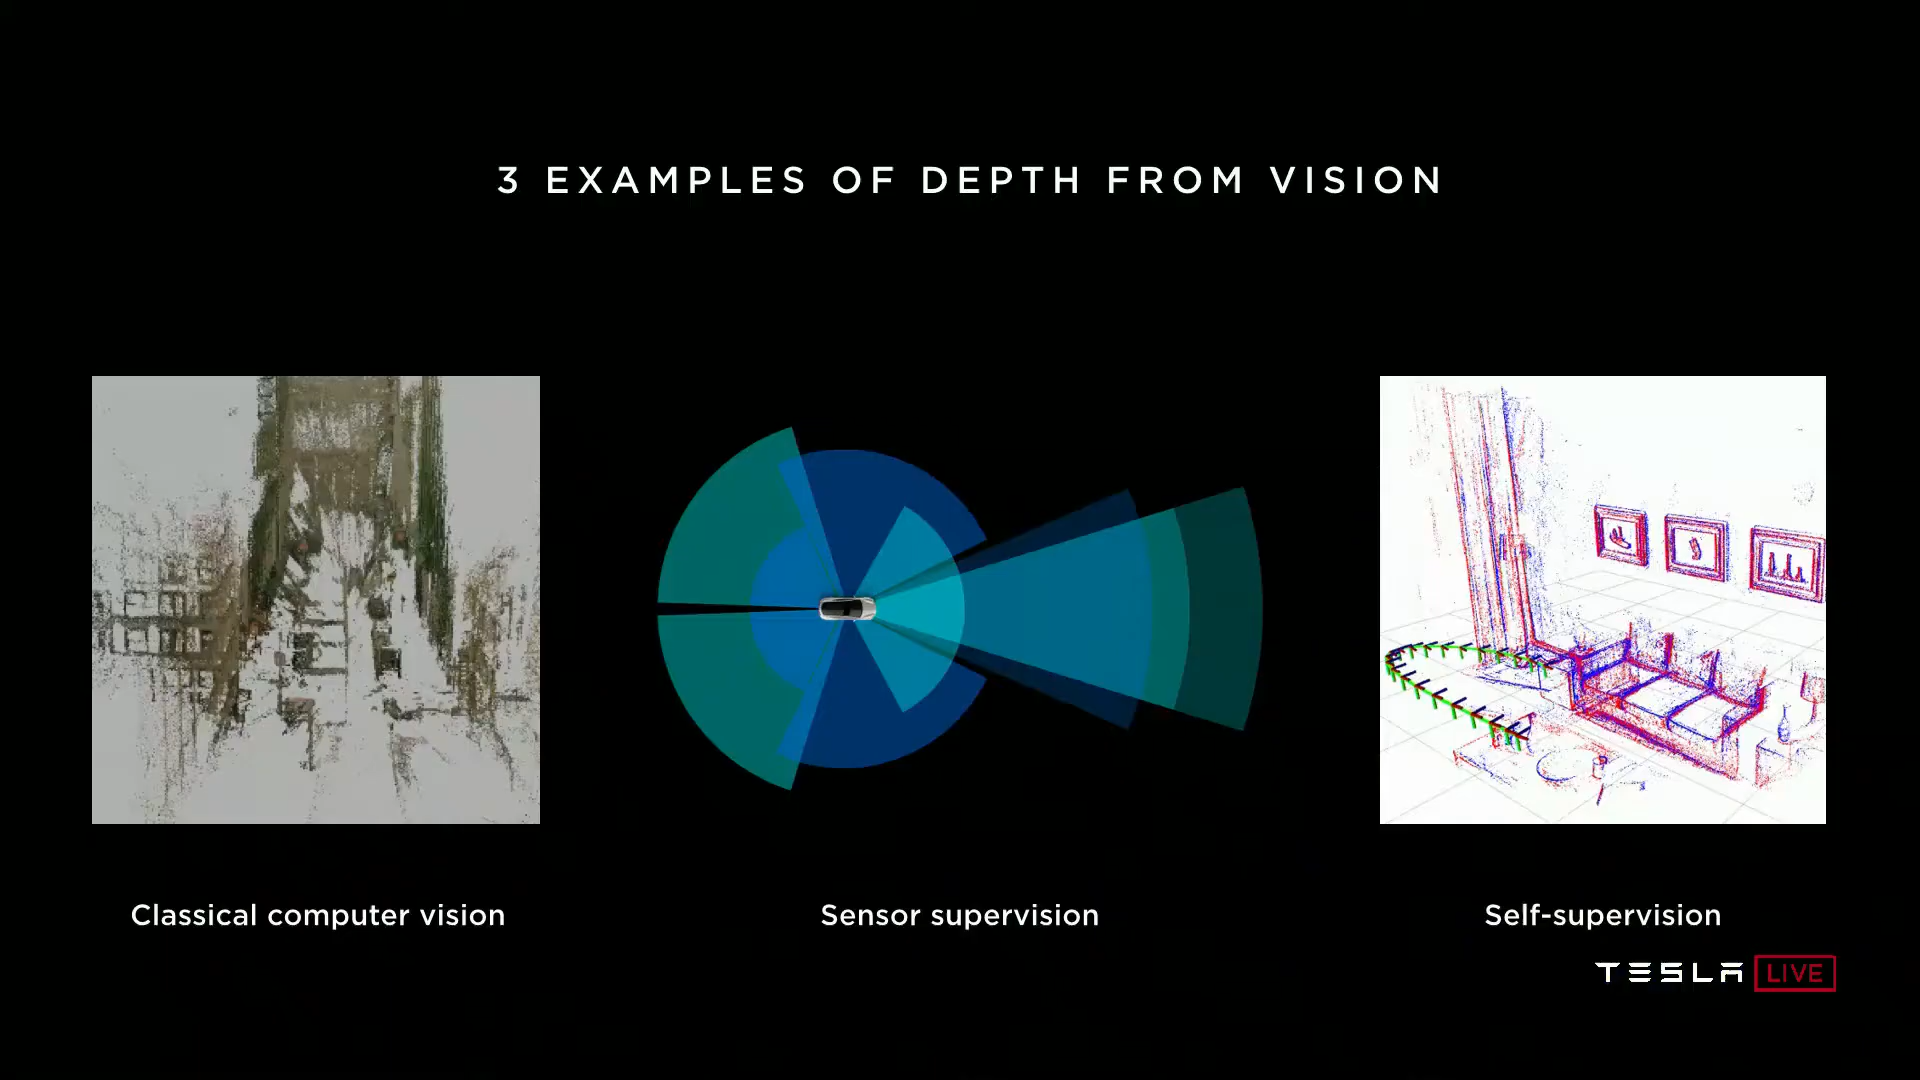 3 EXAMPLES OF DEPTH FROM VISION
Classical computer vision
Sensor supervision
Self-supervision
TESLA LIVE